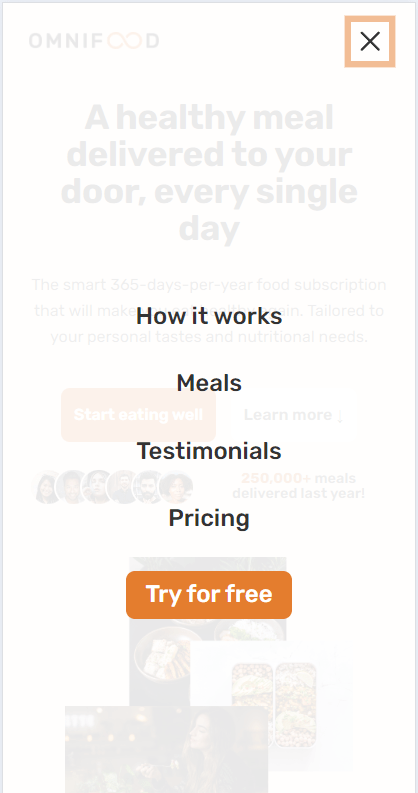 OMNIFOOD
A healthy meal
delivered to your
door, every single
day
The smart 365-days-per-year food subscription
that will make healthy again. Tailored to
your personal tastes and nutritional needs.
How it works
Meals
Start eating well
Learn more ↓
Testimonials
250,000+ meals
delivered last year!
Pricing
Try for free